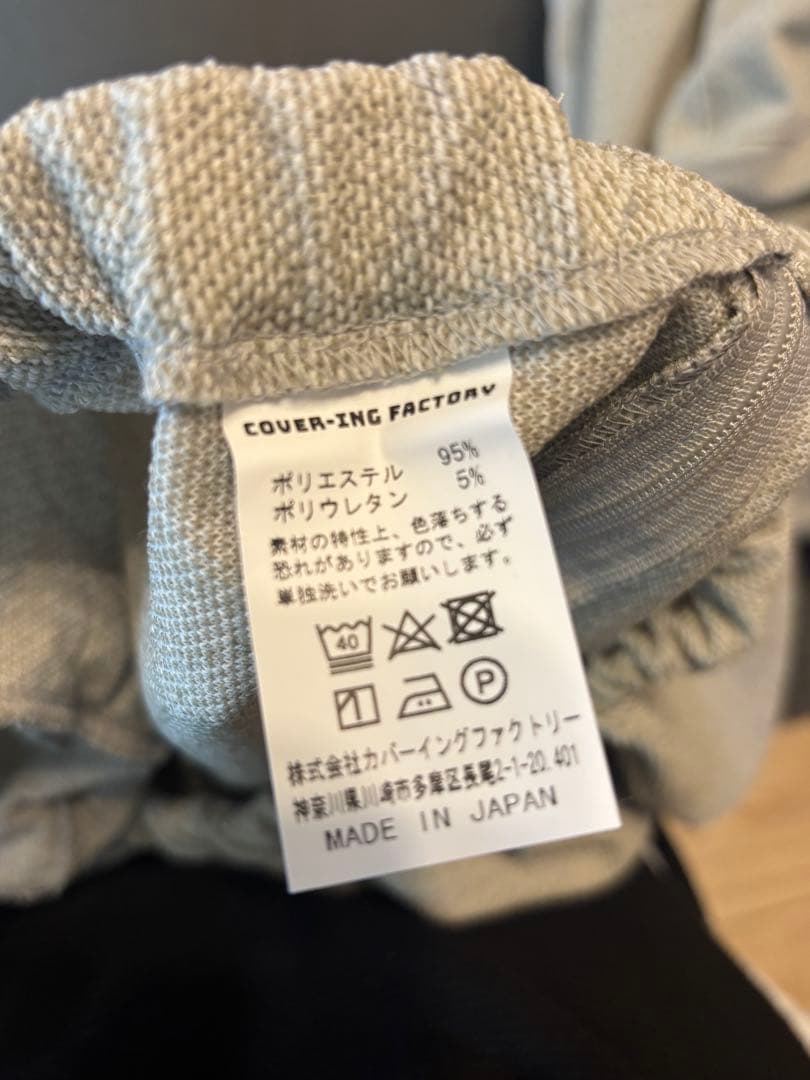 COVER-ING FACTORY
ポリエステル 95%
ポリウレタン 5%
素材の特性上、色落ちする
恐れがありますので、必ず
単独洗いでお願いします。
40
P
株式会社カバーイングファクトリー
神奈川県川崎市多摩区長尾2-1-20.401
MADE IN JAPAN